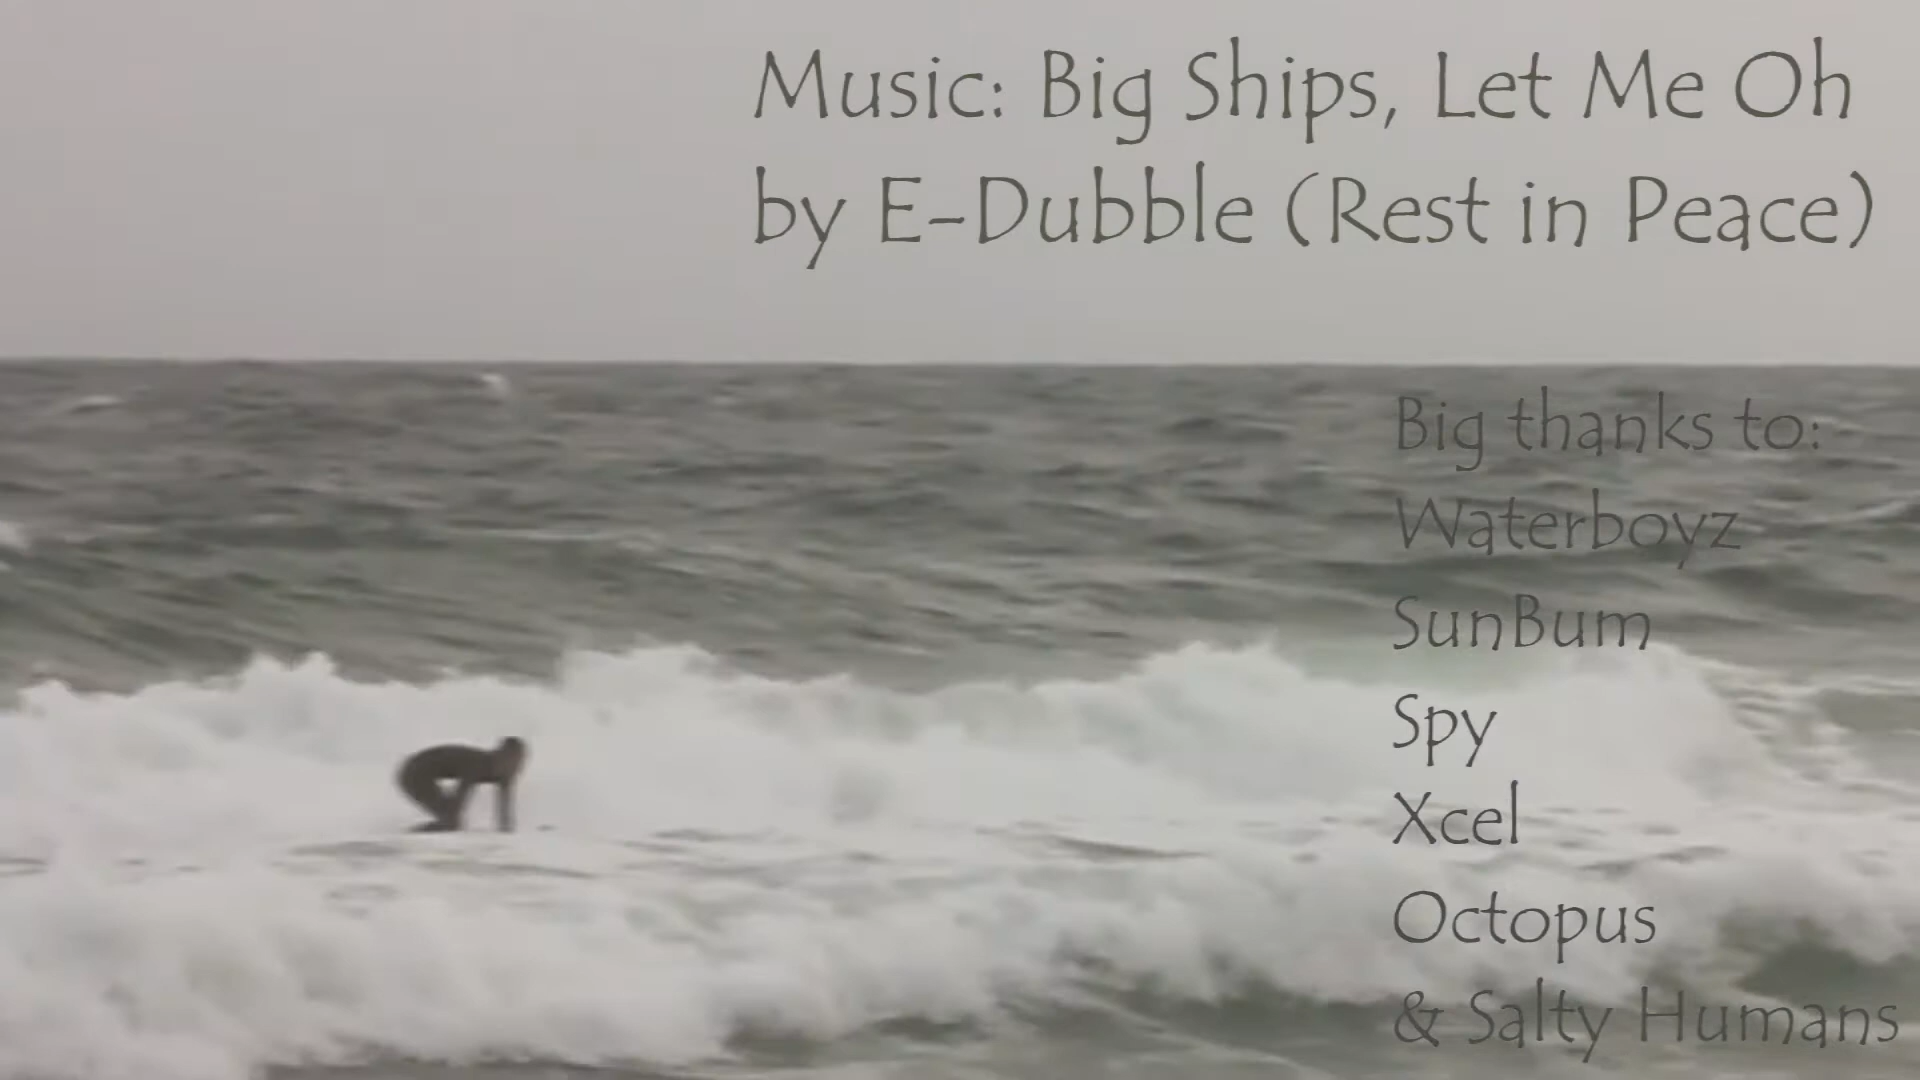 Music: Big Ships, Let Me Oh
by E-Dubble (Rest in Peace)
Big thanks to:
Waterboyz
SunBum
Spy
Xcel
Octopus
& Salty Humans